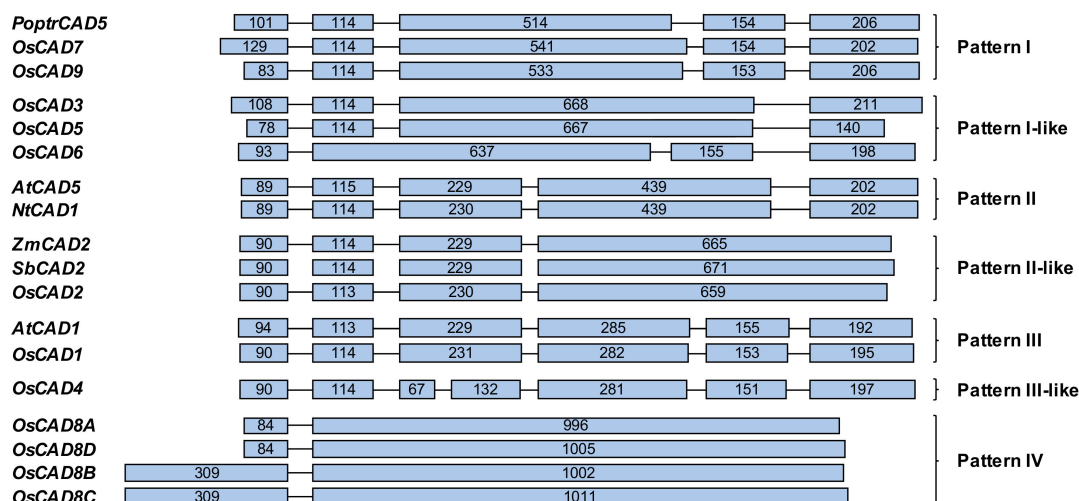 PoptrCAD5 101 114 514 154 206
OsCAD7 129 114 541 154 202 Pattern I
OsCAD9 83 114 533 153 206
OsCAD3 108 114 668 211
OsCAD5 78 114 667 140 Pattern I-like
OsCAD6 93 637 155 198
AtCAD5 89 115 229 439 202 Pattern II
NtCAD1 89 114 230 439 202
ZmCAD2 90 114 229 665
SbCAD2 90 114 229 671 Pattern II-like
OsCAD2 90 113 230 659
AtCAD1 94 113 229 285 155 192 Pattern III
OsCAD1 90 114 231 282 153 195
OsCAD4 90 114 67 132 281 151 197 Pattern III-like
OsCAD8A 84 996
OsCAD8D 84 1005 Pattern IV
OsCAD8B 309 1002
OsCAD8C 309 1011